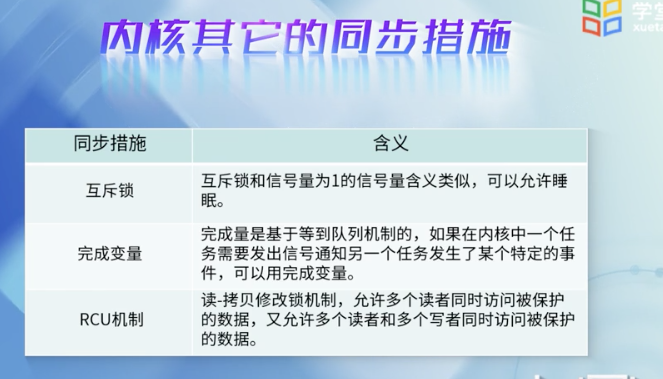 内核其它的同步措施
学堂
xueta
同步措施
含义
互斥锁
互斥锁和信号量为1的信号量含义类似，可以允许睡
眠。
完成变量
完成量是基于等到队列机制的，如果在内核中一个任
务需要发出信号通知另一个任务发生了某个特定的事
件，可以用完成变量。
RCU机制
读-拷贝修改锁机制，允许多个读者同时访问被保护
的数据，又允许多个读者和多个写者同时访问被保护
的数据。